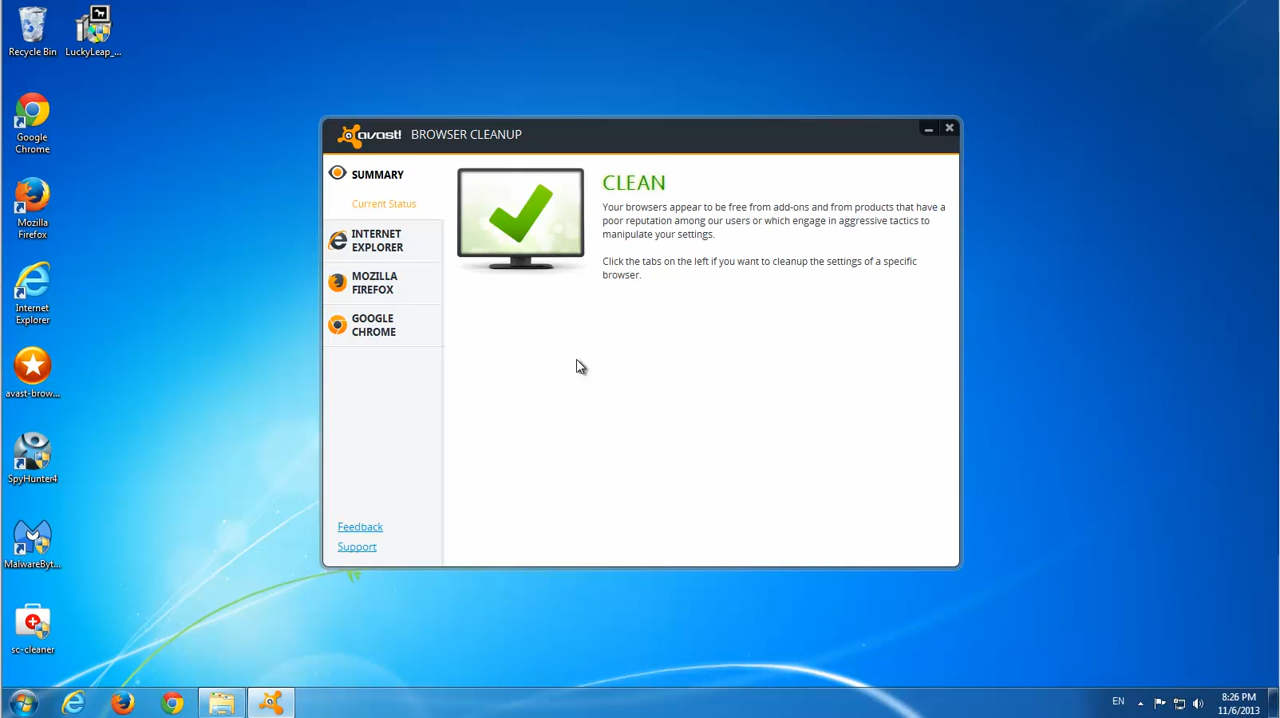 Recycle Bin
LuckyLeap_...
Google
Chrome
Mozilla
Firefox
Internet
Explorer
avast-brow...
SpyHunter4
MalwareByt...
sc-cleaner
avast! BROWSER CLEANUP
SUMMARY
Current Status
INTERNET
EXPLORER
MOZILLA
FIREFOX
GOOGLE
CHROME
Feedback
Support
CLEAN
Your browsers appear to be free from add-ons and from products that have a
poor reputation among our users or which engage in aggressive tactics to
manipulate your settings.
Click the tabs on the left if you want to cleanup the settings of a specific
browser.
EN
8:26 PM
11/6/2013